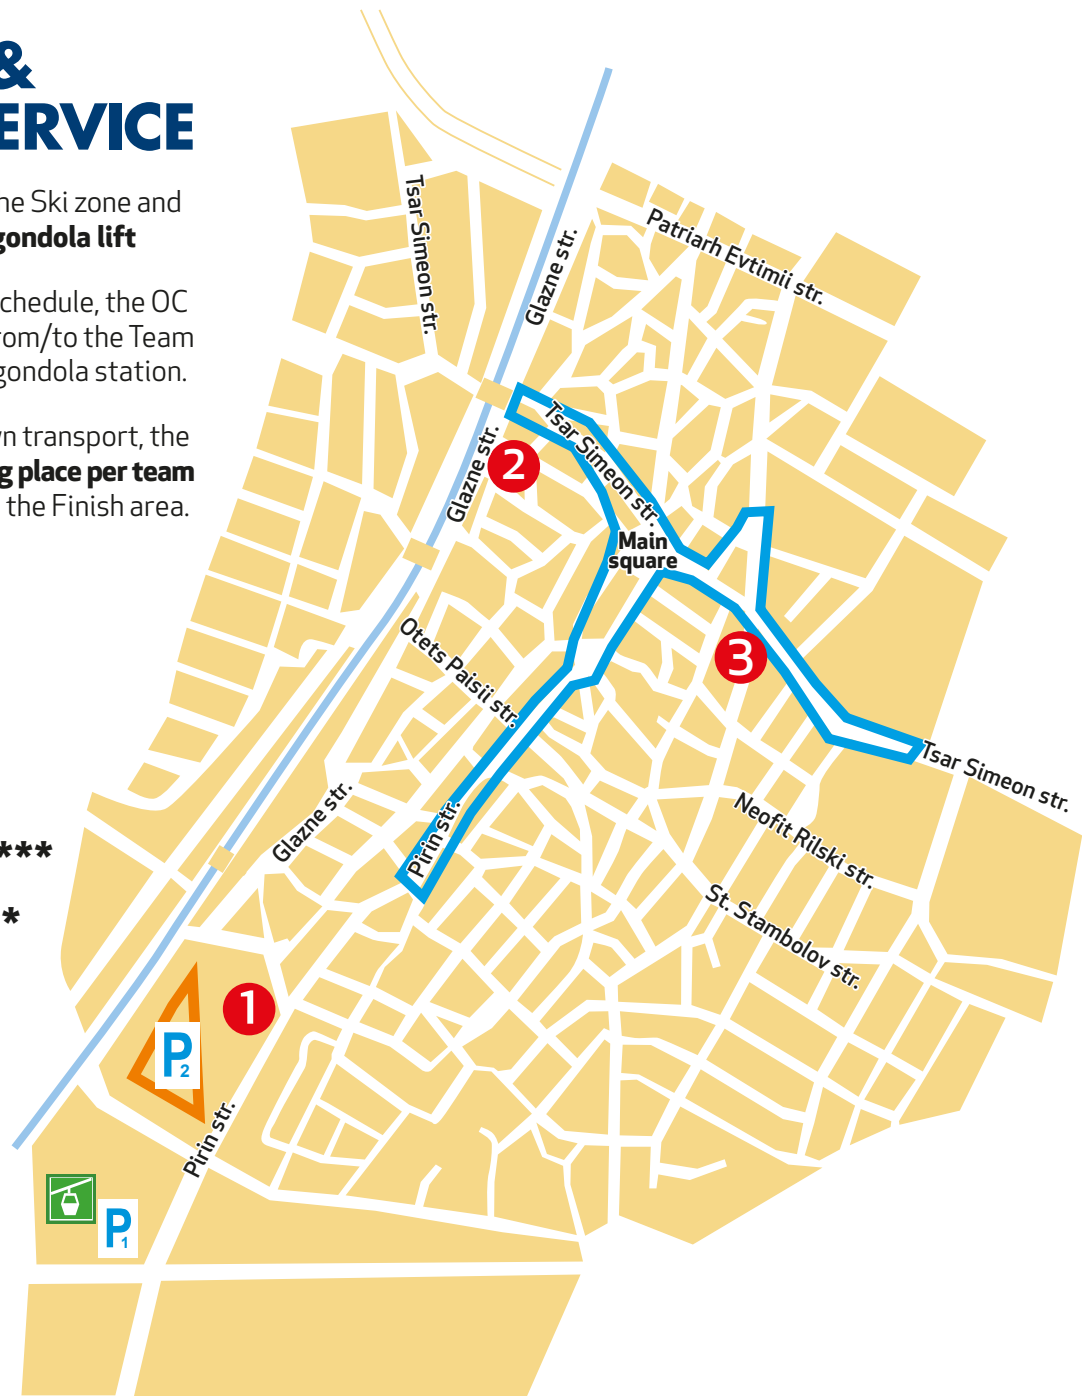 &
ERVICE
he Ski zone and
gondola lift
chedule, the OC
rom/to the Team
gondola station.
vn transport, the
g place per team
the Finish area.
***
*
Tsar Simeon str.
Glazne str.
Patriarh Evtimii str.
Tsar Simeon str.
Glazne str.
2
Main
square
Otets Paisii str.
3
Tsar Simeon str.
Glazne str.
Pirin str.
Neofit Rilski str.
St. Stambolov str.
1
P2
Pirin str.
P1